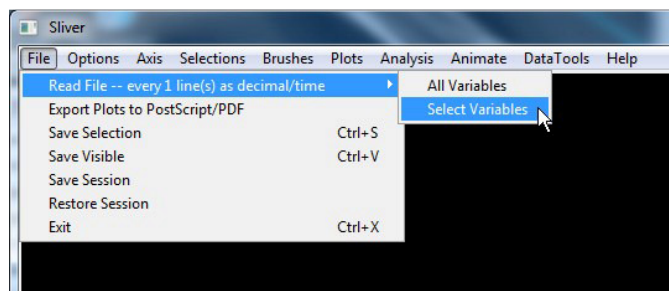 Sliver
File Options Axis Selections Brushes Plots Analysis Animate DataTools Help
Read File -- every 1 line(s) as decimal/time
All Variables
Export Plots to PostScript/PDF
Select Variables
Save Selection Ctrl+S
Save Visible Ctrl+V
Save Session
Restore Session
Exit Ctrl+X